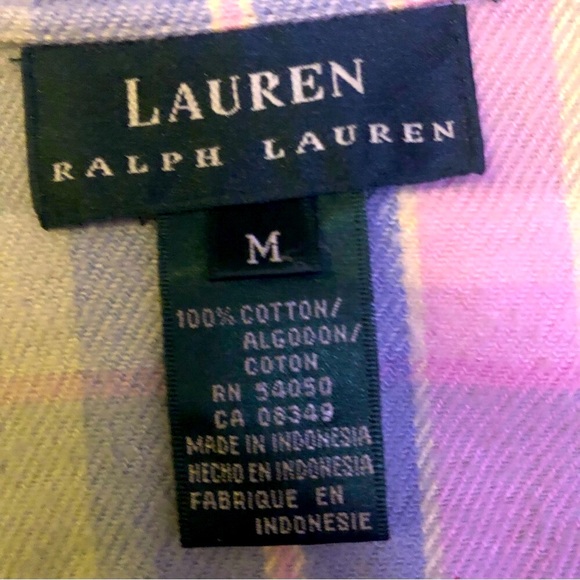 LAUREN
RALPH LAUREN
M
100% COTTON/
ALGODON/
COTON
RN 54050
CA 08349
MADE IN INDONESIA
HECHO EN INDONESIA
FABRIQUE EN
INDONESIE